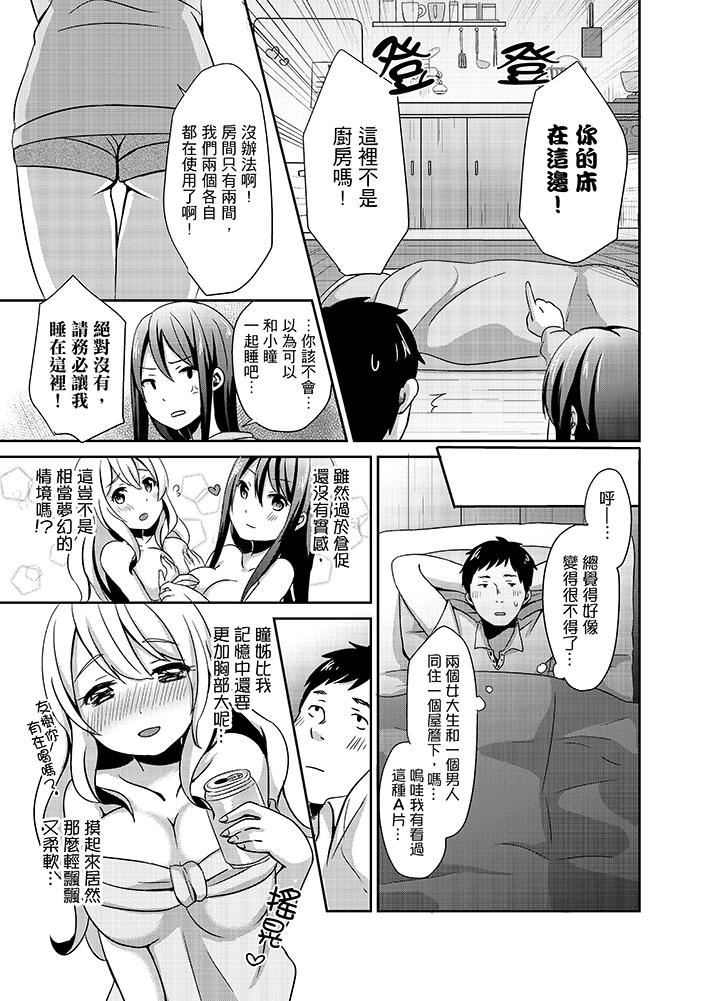 登
登
你的床
在這邊！
這裡不是
廚房嗎！
沒辦法啊！
房間只有兩間，
我們兩個各自
都在使用了啊！
…你該不會…
以為可以
和小瞳
一起睡吧…
絕對沒有，
請務必讓我
睡在這裡！
呼—…
總覺得好像
變得很不得了…
兩個女大生和一個男人
同住一個屋簷下，嗎…
嗚哇我有看過
這種A片…
雖然過於倉促
還沒有實感，
這豈不是
相當夢幻的
情境嗎!?
瞳姊比我
記憶中還要
更加胸部大呢…
友樹你！
有在喝嗎？
搖晃
摸起來居然
那麼輕飄飄
又柔軟…